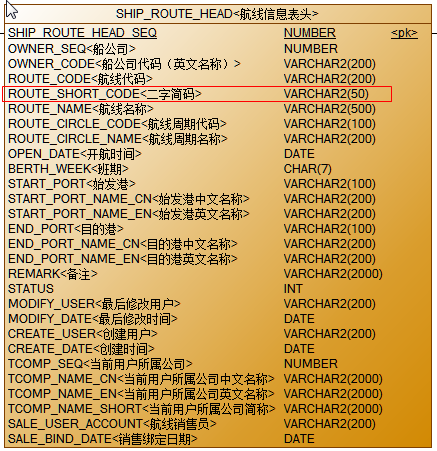 SHIP_ROUTE_HEAD<航线信息表头>
SHIP_ROUTE_HEAD_SEQ NUMBER <pk>
OWNER_SEQ<船公司> NUMBER
OWNER_CODE<船公司代码（英文名称）> VARCHAR2(200)
ROUTE_CODE<航线代码> VARCHAR2(200)
ROUTE_SHORT_CODE<二字简码> VARCHAR2(50)
ROUTE_NAME<航线名称> VARCHAR2(500)
ROUTE_CIRCLE_CODE<航线周期代码> VARCHAR2(100)
ROUTE_CIRCLE_NAME<航线周期名称> VARCHAR2(200)
OPEN_DATE<开航时间> DATE
BERTH_WEEK<班期> CHAR(7)
START_PORT<始发港> VARCHAR2(100)
START_PORT_NAME_CN<始发港中文名称> VARCHAR2(200)
START_PORT_NAME_EN<始发港英文名称> VARCHAR2(200)
END_PORT<目的港> VARCHAR2(100)
END_PORT_NAME_CN<目的港中文名称> VARCHAR2(200)
END_PORT_NAME_EN<目的港英文名称> VARCHAR2(200)
REMARK<备注> VARCHAR2(2000)
STATUS INT
MODIFY_USER<最后修改用户> VARCHAR2(200)
MODIFY_DATE<最后修改时间> DATE
CREATE_USER<创建用户> VARCHAR2(200)
CREATE_DATE<创建时间> DATE
TCOMP_SEQ<当前用户所属公司> NUMBER
TCOMP_NAME_CN<当前用户所属公司中文名称> VARCHAR2(2000)
TCOMP_NAME_EN<当前用户所属公司英文名称> VARCHAR2(2000)
TCOMP_NAME_SHORT<当前用户所属公司简称> VARCHAR2(2000)
SALE_USER_ACCOUNT<航线销售员> VARCHAR2(200)
SALE_BIND_DATE<销售绑定日期> DATE